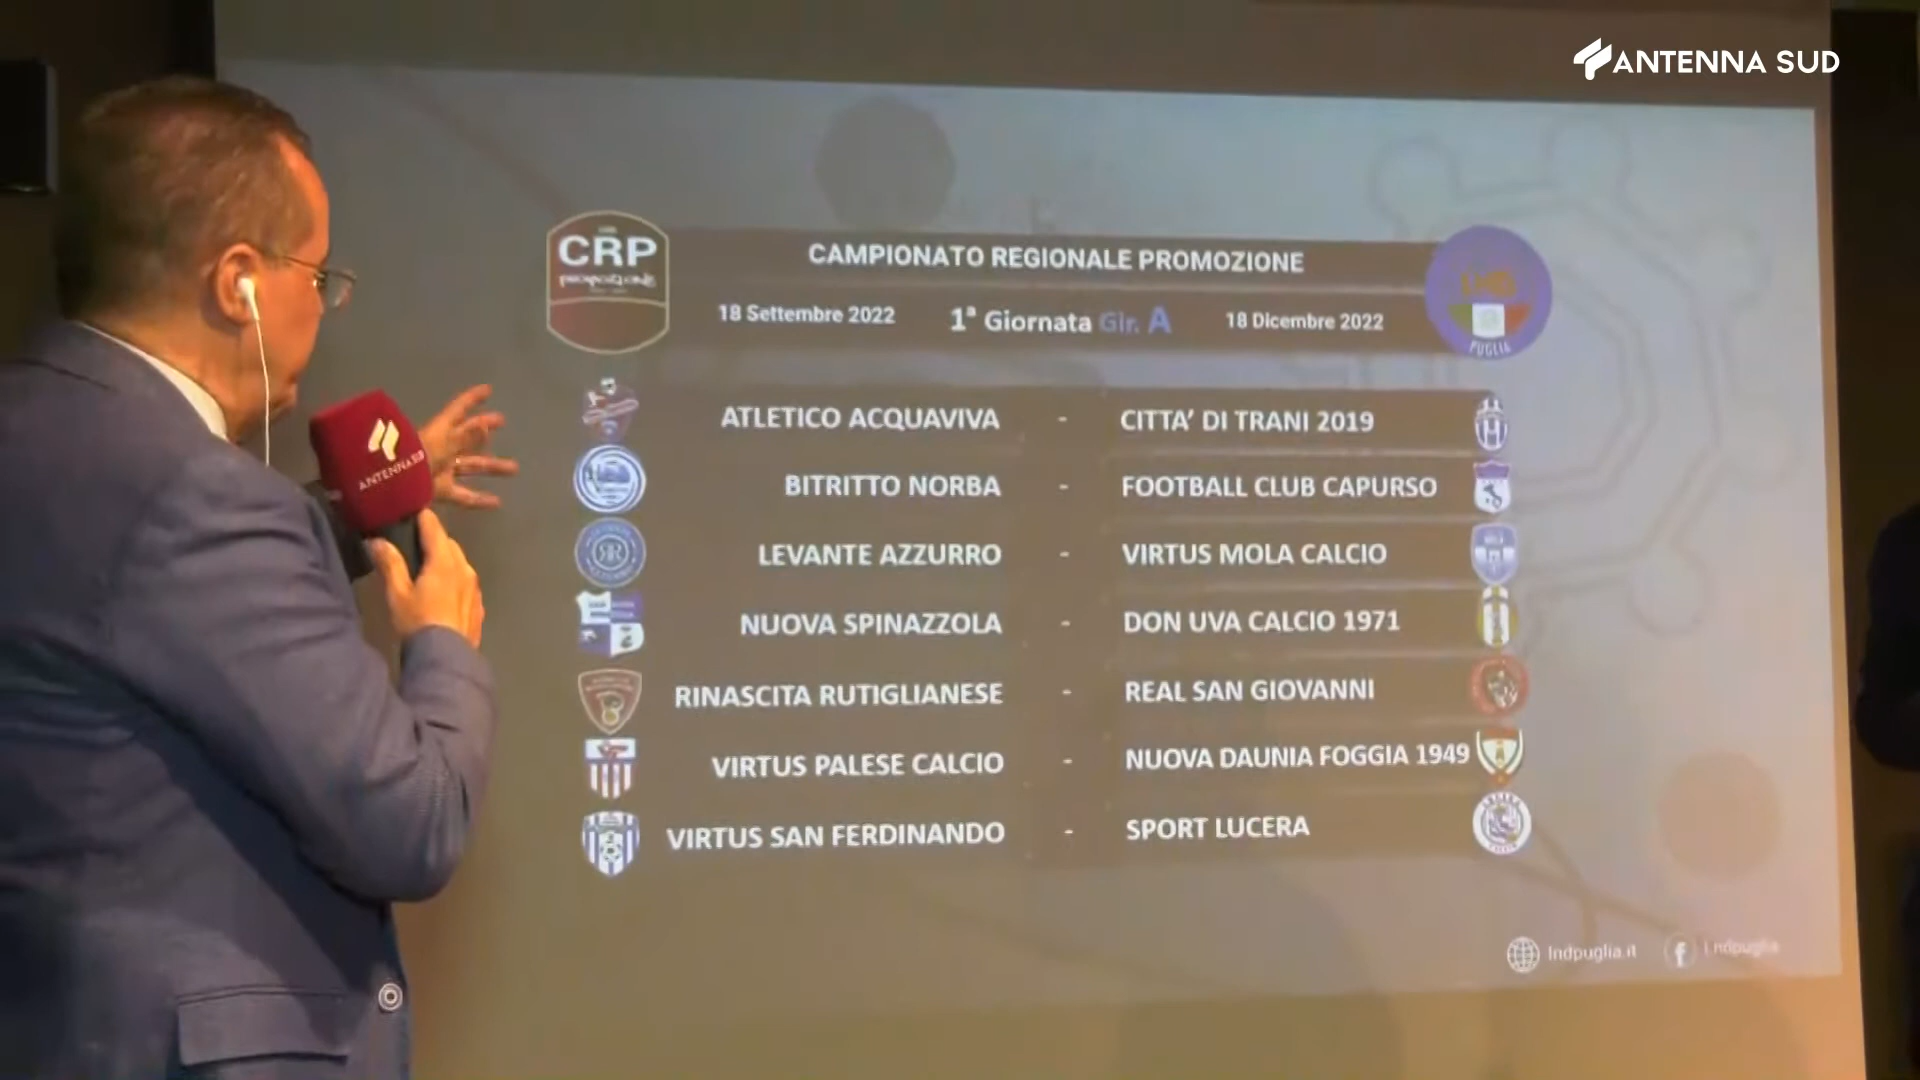 ANTENNA SUD
CRP
CAMPIONATO REGIONALE PROMOZIONE
18 Settembre 2022 1ª Giornata Gir. A 18 Dicembre 2022
PUGLIA
ATLETICO ACQUAVIVA - CITTA' DI TRANI 2019
BITRITTO NORBA - FOOTBALL CLUB CAPURSO
ANTENNA SUD
LEVANTE AZZURRO - VIRTUS MOLA CALCIO
NUOVA SPINAZZOLA - DON UVA CALCIO 1971
RINASCITA RUTIGLIANESE - REAL SAN GIOVANNI
VIRTUS PALESE CALCIO - NUOVA DAUNIA FOGGIA 1949
VIRTUS SAN FERDINANDO - SPORT LUCERA
lndpuglia.it Lndpuglia